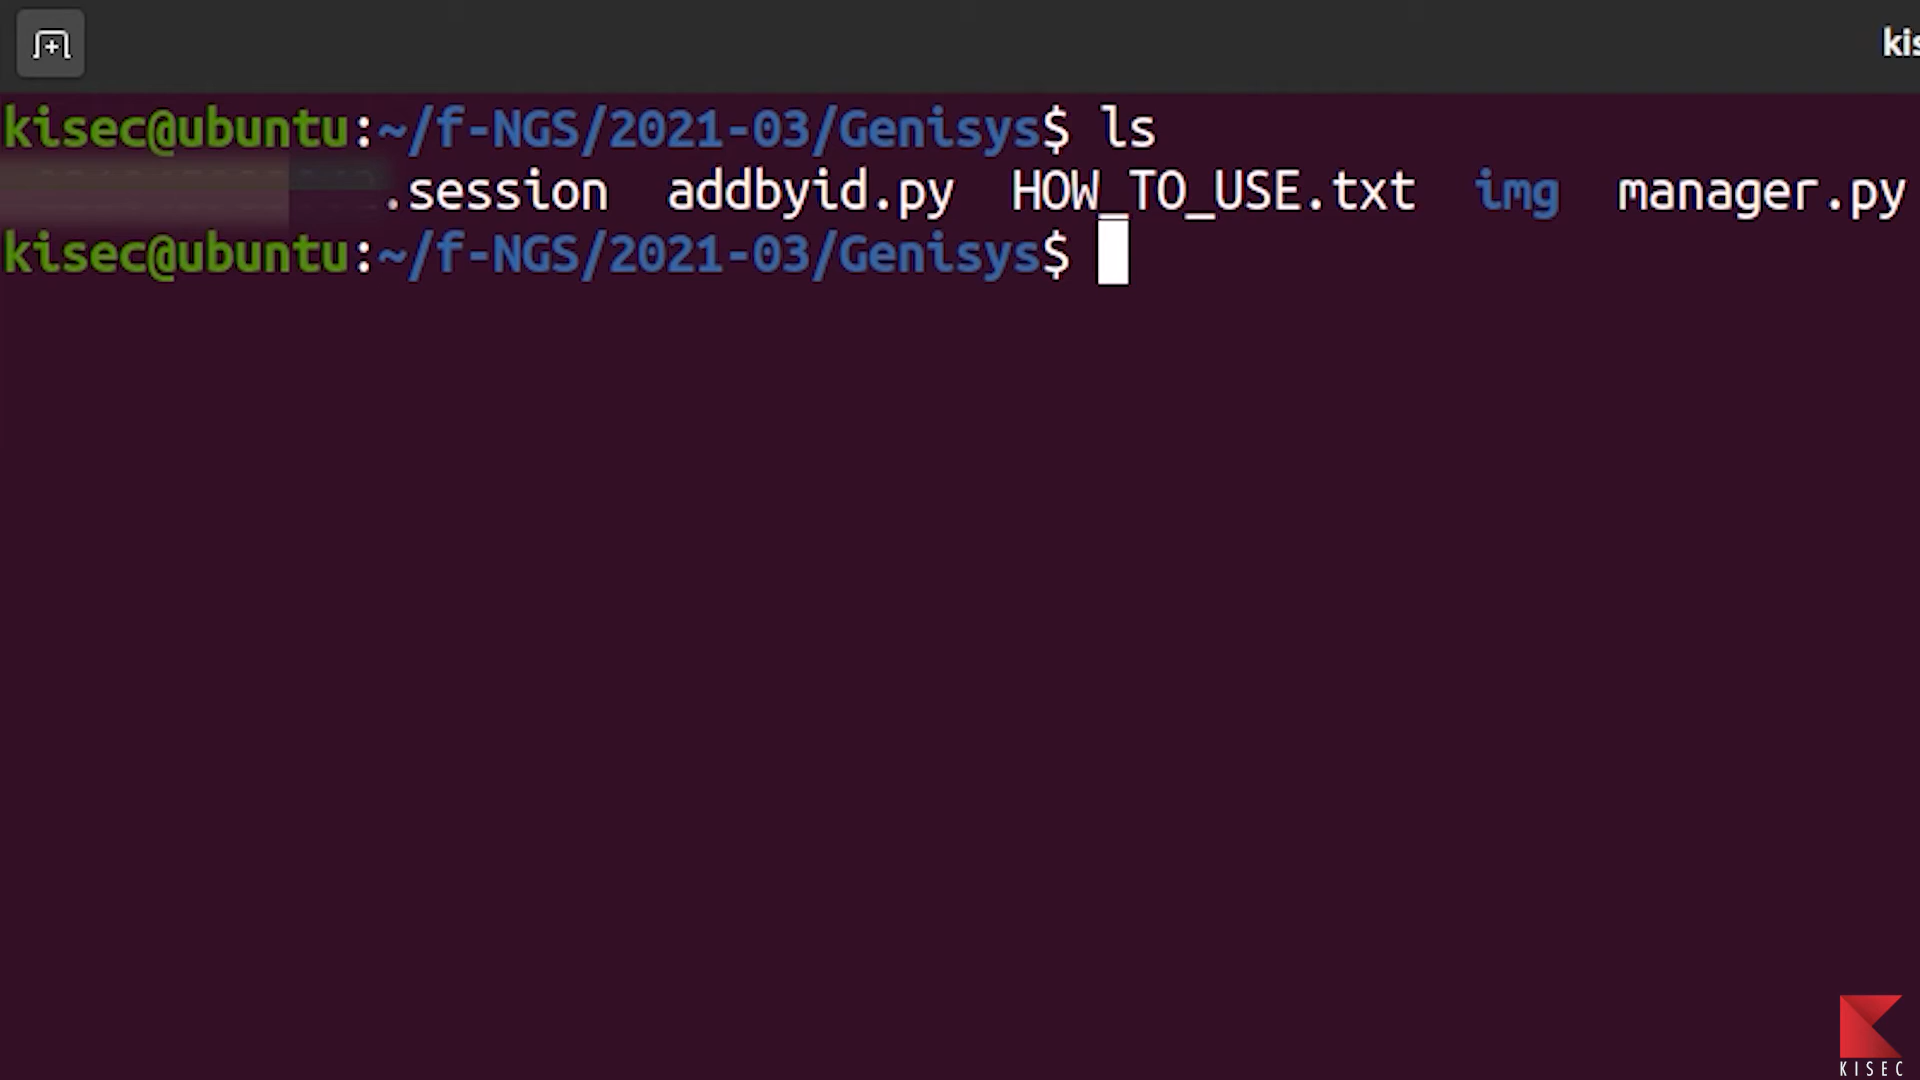 kis
kisec@ubuntu:~/f-NGS/2021-03/Genisys$ ls
.session addbyid.py HOW_TO_USE.txt img manager.py
kisec@ubuntu:~/f-NGS/2021-03/Genisys$
KISEC